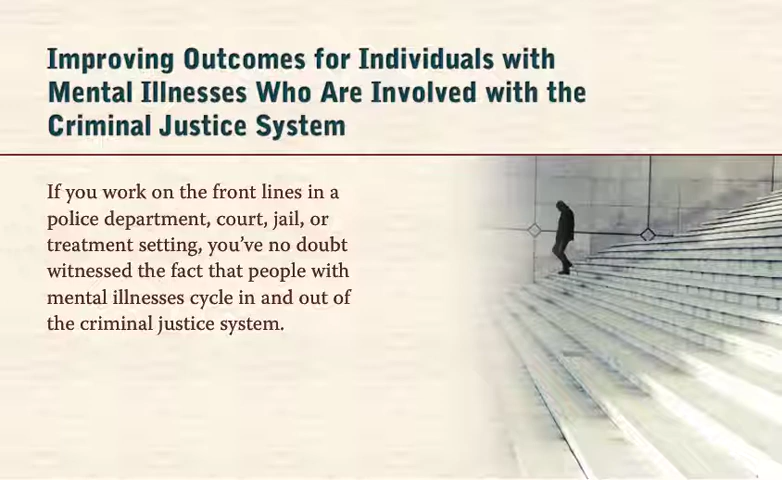 Improving Outcomes for Individuals with
Mental Illnesses Who Are Involved with the
Criminal Justice System
If you work on the front lines in a
police department, court, jail, or
treatment setting, you’ve no doubt
witnessed the fact that people with
mental illnesses cycle in and out of
the criminal justice system.